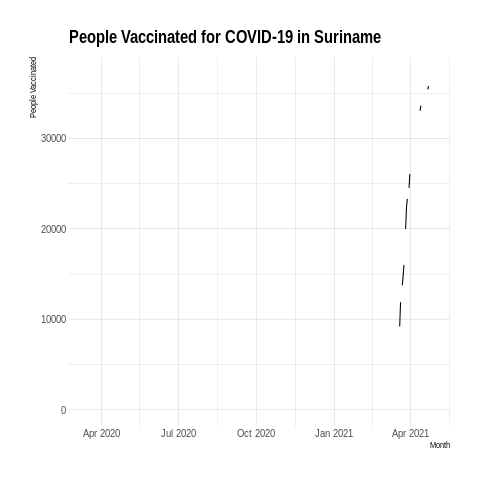 People Vaccinated for COVID-19 in Suriname
People Vaccinated
30000
20000
10000
0
Apr 2020 Jul 2020 Oct 2020 Jan 2021 Apr 2021
Month